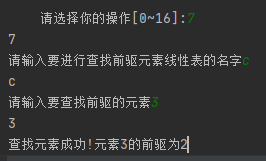 请选择你的操作[0~16]:7
7
请输入要进行查找前驱元素线性表的名字c
c
请输入要查找前驱的元素3
3
查找元素成功!元素3的前驱为2